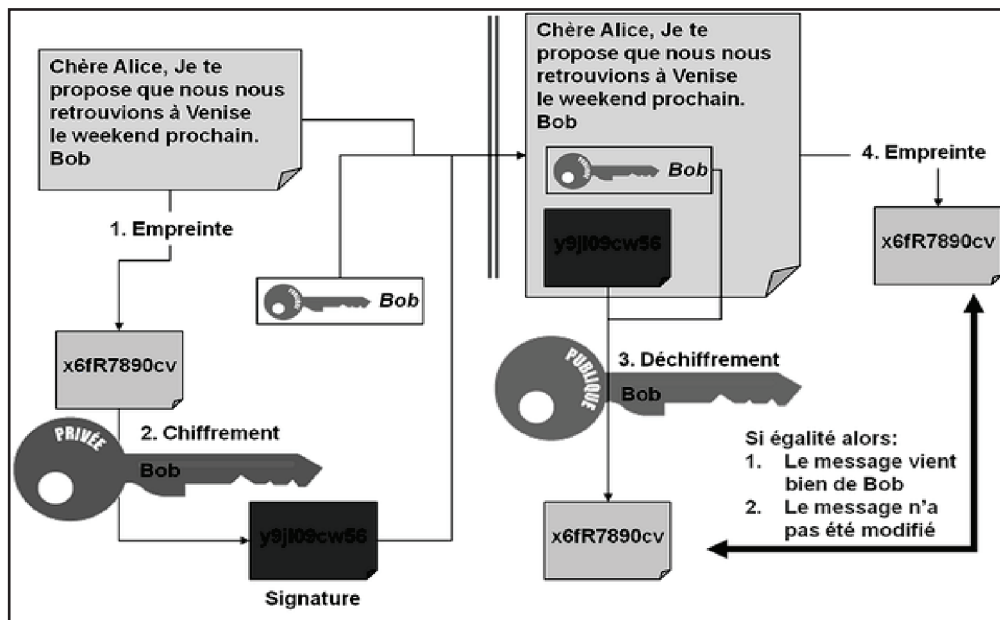 Chère Alice, Je te
propose que nous nous
retrouvions à Venise
le weekend prochain.
Bob
1. Empreinte
x6fR7890cv
PRIVÉE
2. Chiffrement
Bob
y9jl09cw56
Signature
Bob
Chère Alice, Je te
propose que nous nous
retrouvions à Venise
le weekend prochain.
Bob
Bob
y9jl09cw56
PUBLIQUE
3. Déchiffrement
Bob
x6fR7890cv
4. Empreinte
x6fR7890cv
Si égalité alors:
1. Le message vient
bien de Bob
2. Le message n'a
pas été modifié